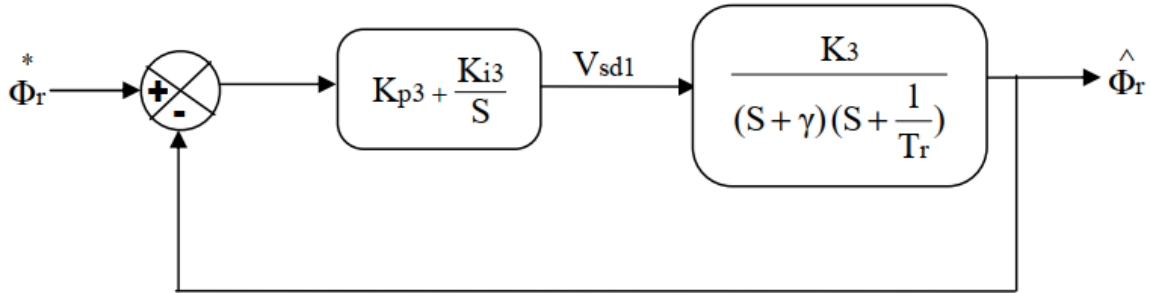 *
Φr
+
-
Kp3 + Ki3
S
Vsd1
K3
(S + γ) (S + 1
Tr )
^
Φr